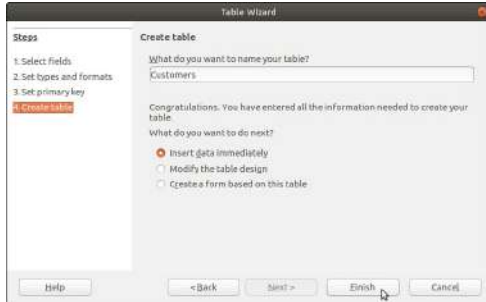 Table Wizard
Steps
1. Select fields
2. Set types and formats
3. Set primary key
4. Create table
Create table
What do you want to name your table?
Customers
Congratulations. You have entered all the information needed to create your
table.
What do you want to do next?
Insert data immediately
Modify the table design
Create a form based on this table
Help
< Back
Next >
Finish
Cancel